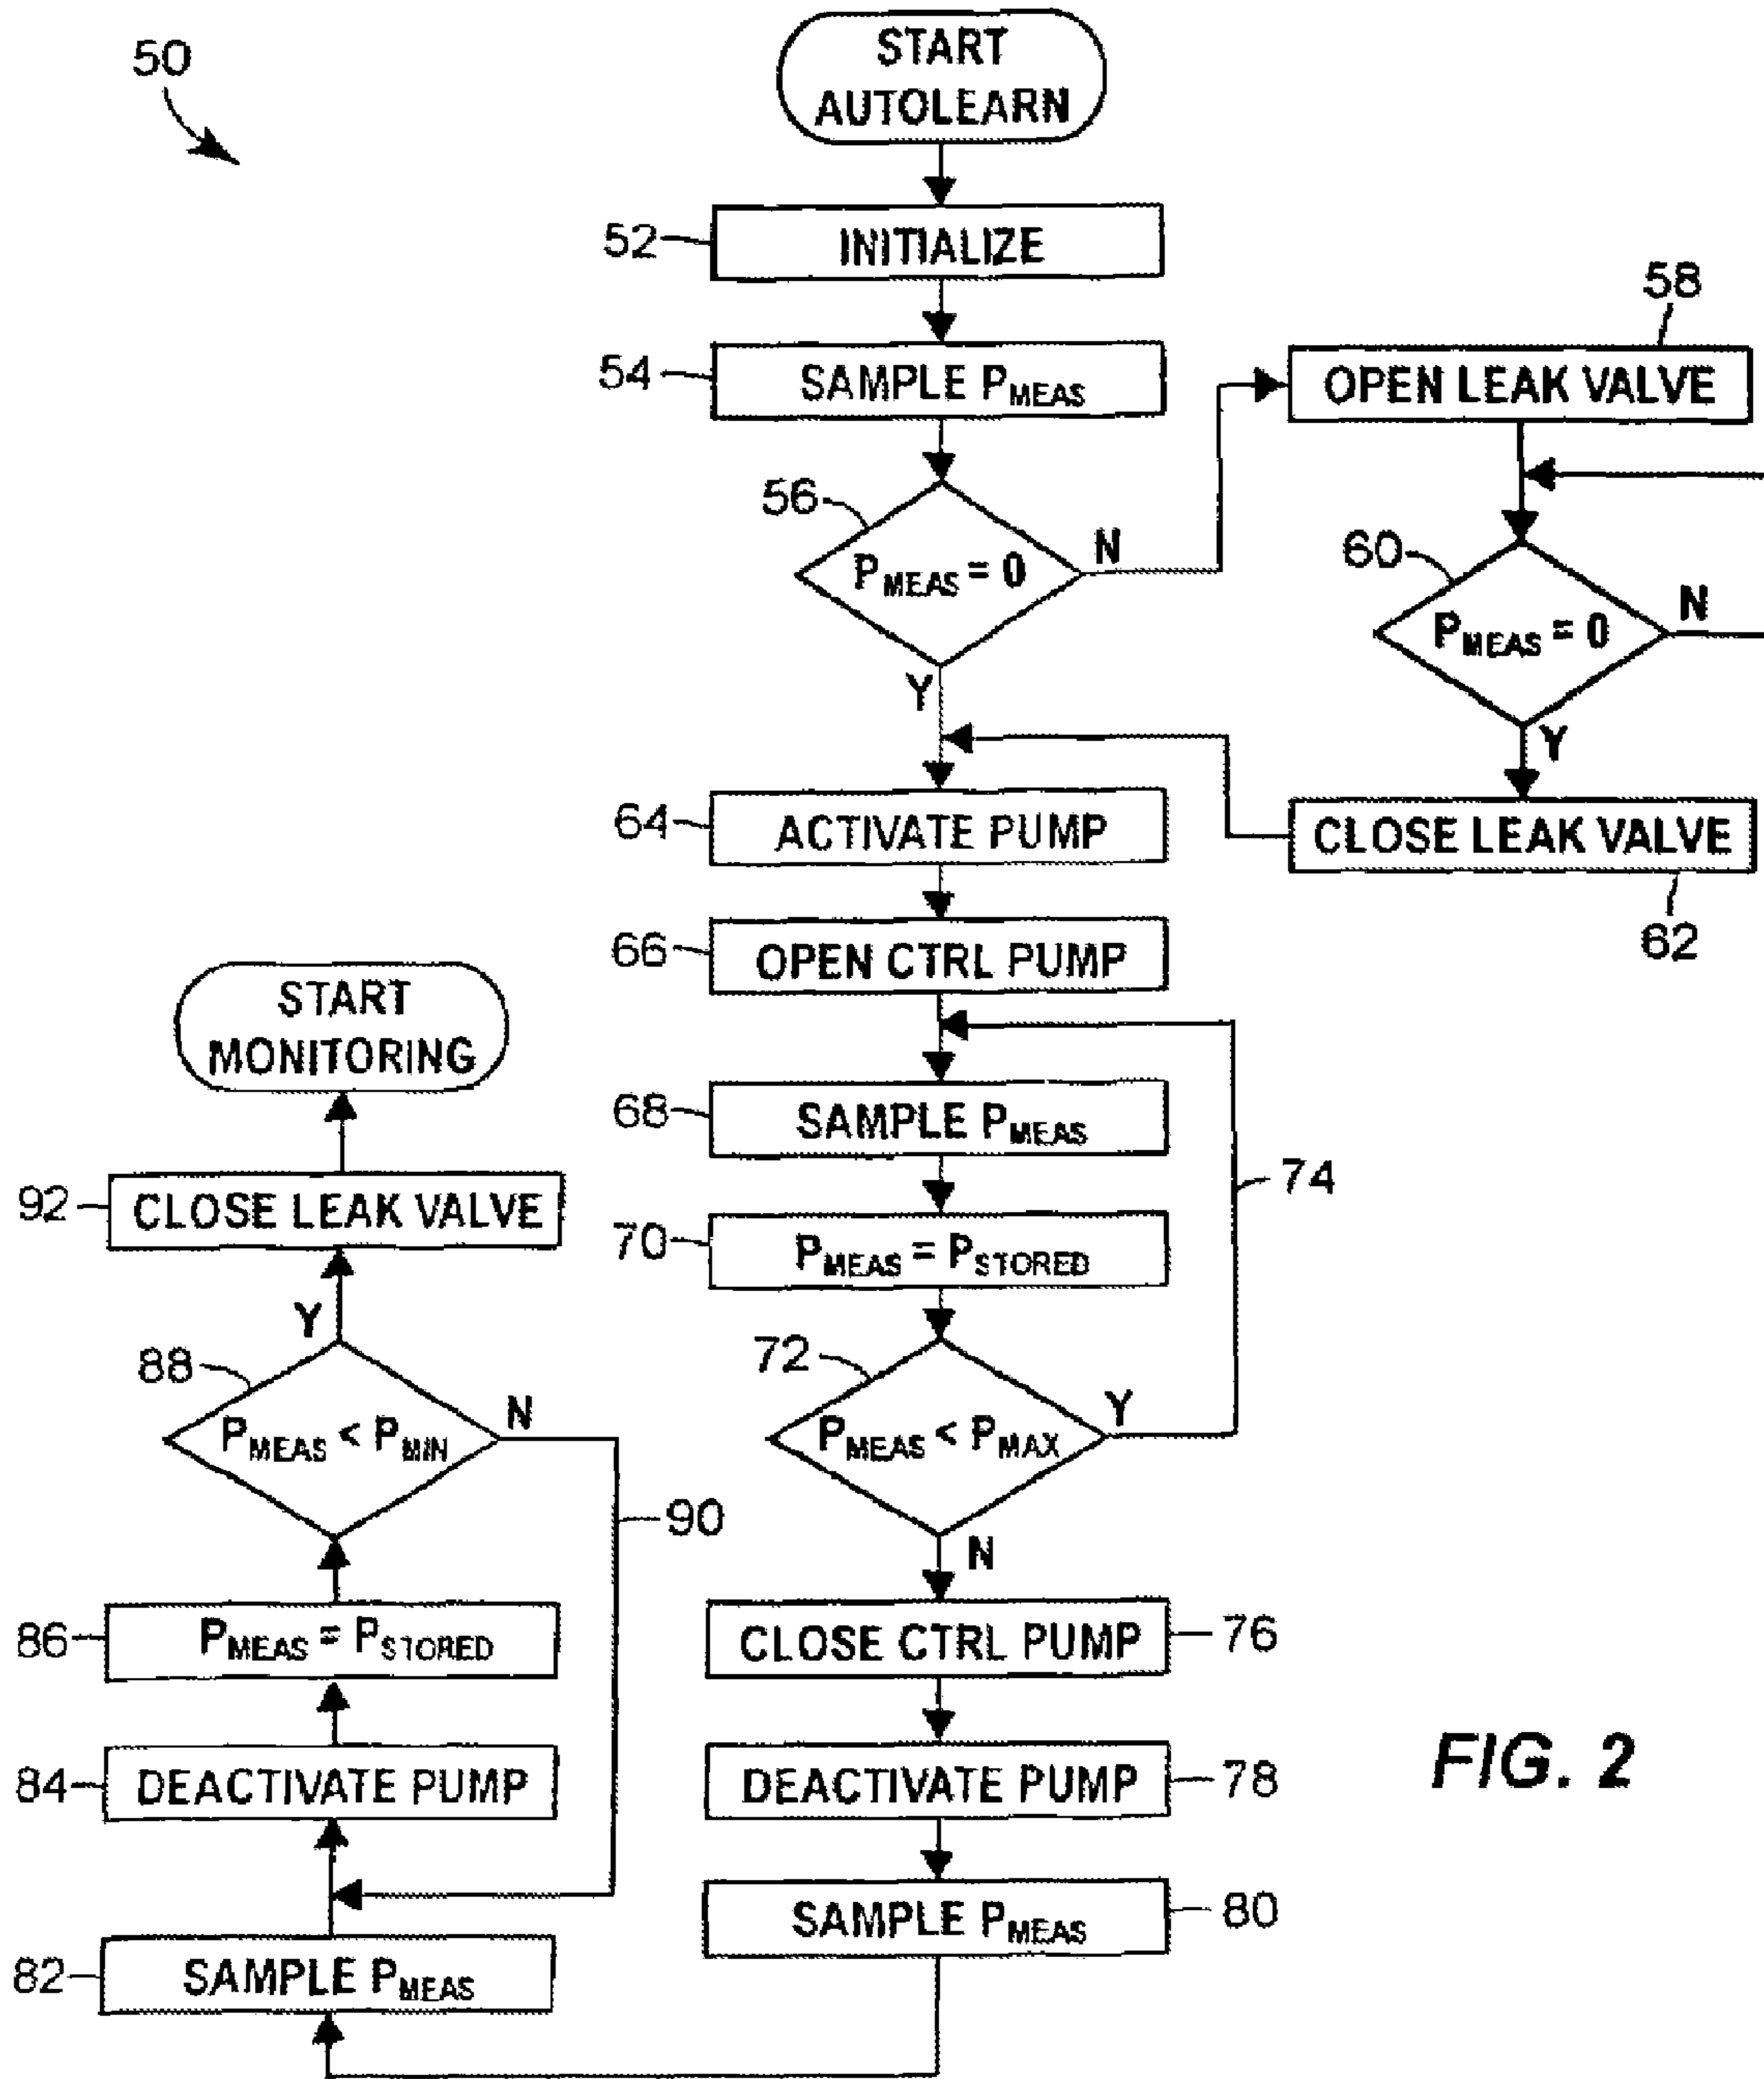 50
START
AUTOLEARN
52
INITIALIZE
54
SAMPLE PMEAS
56
PMEAS = 0
N
Y
58
OPEN LEAK VALVE
60
PMEAS = 0
N
Y
CLOSE LEAK VALVE
62
64
ACTIVATE PUMP
66
OPEN CTRL PUMP
68
SAMPLE PMEAS
70
PMEAS = PSTORED
72
PMEAS < PMAX
Y
74
N
CLOSE CTRL PUMP
76
DEACTIVATE PUMP
78
SAMPLE PMEAS
80
82
SAMPLE PMEAS
84
DEACTIVATE PUMP
86
PMEAS = PSTORED
88
PMEAS < PMIN
N
90
Y
92
CLOSE LEAK VALVE
START
MONITORING
FIG. 2